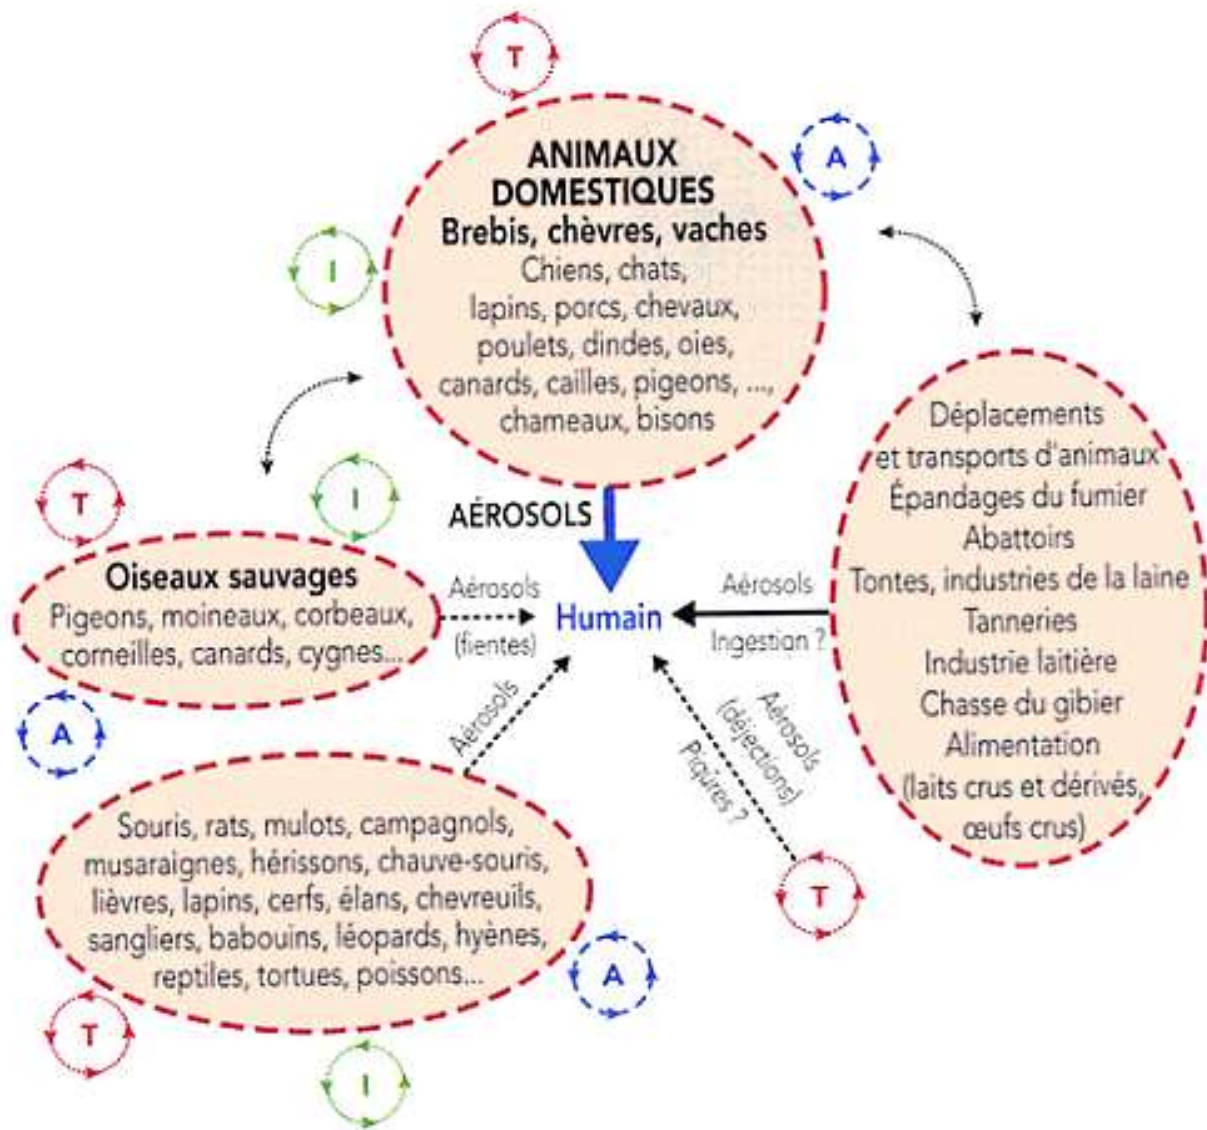 T
ANIMAUX
DOMESTIQUES
Brebis, chèvres, vaches
Chiens, chats,
lapins, porcs, chevaux,
poulets, dindes, oies,
canards, cailles, pigeons, ...,
chameaux, bisons
A
I
Déplacements
et transports d'animaux
Épandages du fumier
Abattoirs
Tontes, industries de la laine
Tanneries
Industrie laitière
Chasse du gibier
Alimentation
(laits crus et dérivés,
œufs crus)
AÉROSOLS
Humain
Aérosols
Ingestion ?
T
I
Oiseaux sauvages
Pigeons, moineaux, corbeaux,
corneilles, canards, cygnes...
A
Aérosols
(fientes)
Aérosols
Aérosols
(déjections)
Piqûres ?
T
Souris, rats, mulots, campagnols,
musaraignes, hérissons, chauve-souris,
lièvres, lapins, cerfs, élans, chevreuils,
sangliers, babouins, léopards, hyènes,
reptiles, tortues, poissons...
A
T
I